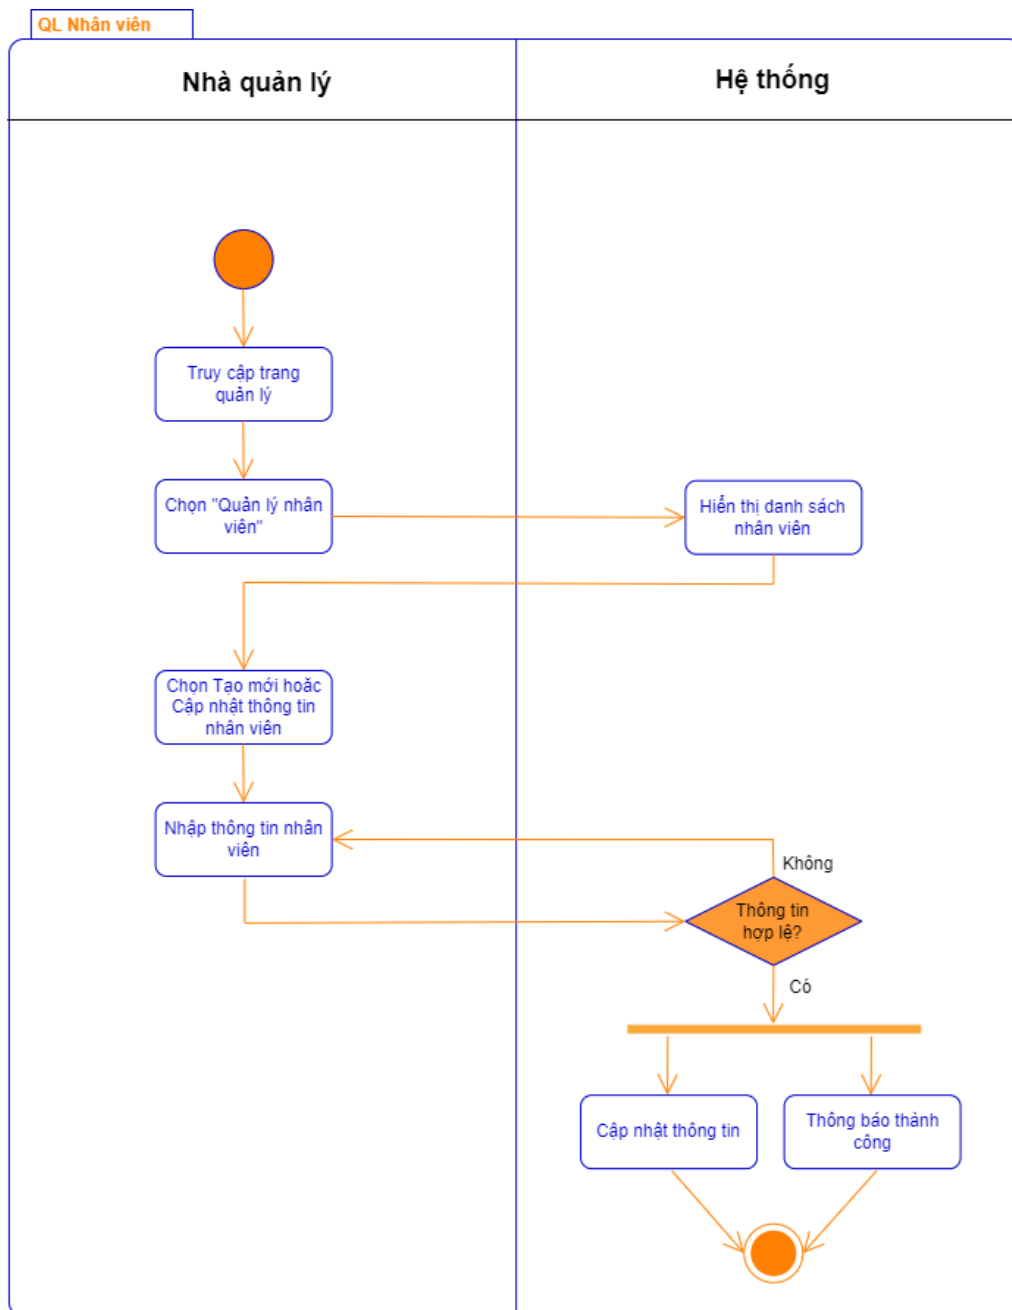 QL Nhân viên
Nhà quản lý
Hệ thống
Truy cập trang
quản lý
Chọn "Quản lý nhân
viên"
Hiển thị danh sách
nhân viên
Chọn Tạo mới hoăc
Cập nhật thông tin
nhân viên
Nhập thông tin nhân
viên
Không
Thông tin
hợp lệ?
Có
Cập nhật thông tin
Thông báo thành
công